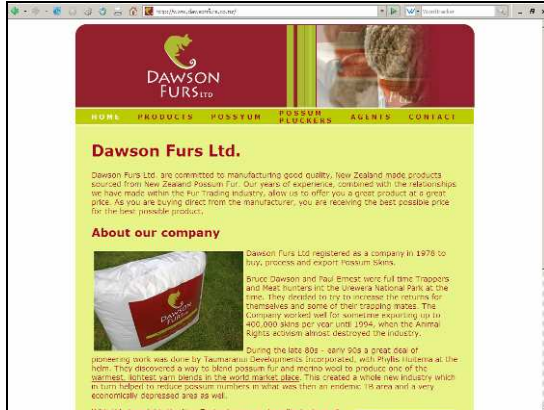 DAWSON
FURS LTD
HOME PRODUCTS POSSYUM POSSUM PLUCKERS AGENTS CONTACT
Dawson Furs Ltd.
Dawson Furs Ltd. are committed to manufacturing good quality, New Zealand made products
sourced from New Zealand Possum Fur. Our years of experience, combined with the relationships
we have made within the Fur Trading industry, allow us to offer you a great product at a great
price. As you are buying direct from the manufacturer, you are receiving the best possible price
for the best possible product.
About our company
Dawson Furs Ltd registered as a company in 1978 to
buy, process and export Possum Skins.
Bruce Dawson and Paul Ernest were full time Trappers
and Meat hunters int the Urewera National Park at the
time. They decided to try to increase the returns for
themselves and some of their trapping mates. The
Company worked well for sometime exporting up to
400,000 skins per year until 1994, when the Animal
Rights activism almost destroyed the industry.
During the late 80s - early 90s a great deal of
pioneering work was done by Taumaranui Developments Incorporated, with Phylis Huitema at the
helm. They discovered a way to blend possum fur and merino wool to produce one of the
warmest, lightest yarn blends in the world market place. This created a whole new industry which
in turn helped to reduce possum numbers in what was then an endemic TB area and a very
economically depressed area as well.